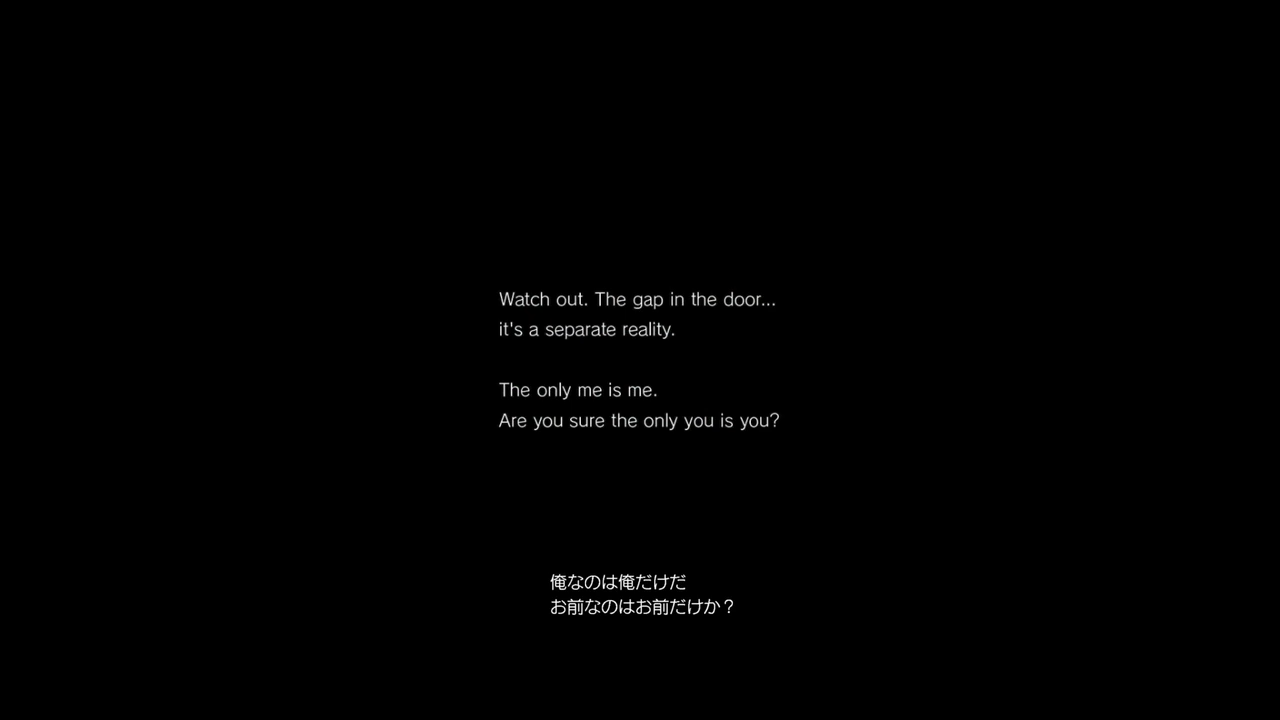 Watch out. The gap in the door...
it's a separate reality.
The only me is me.
Are you sure the only you is you?
俺なのは俺だけだ
お前なのはお前だけか？